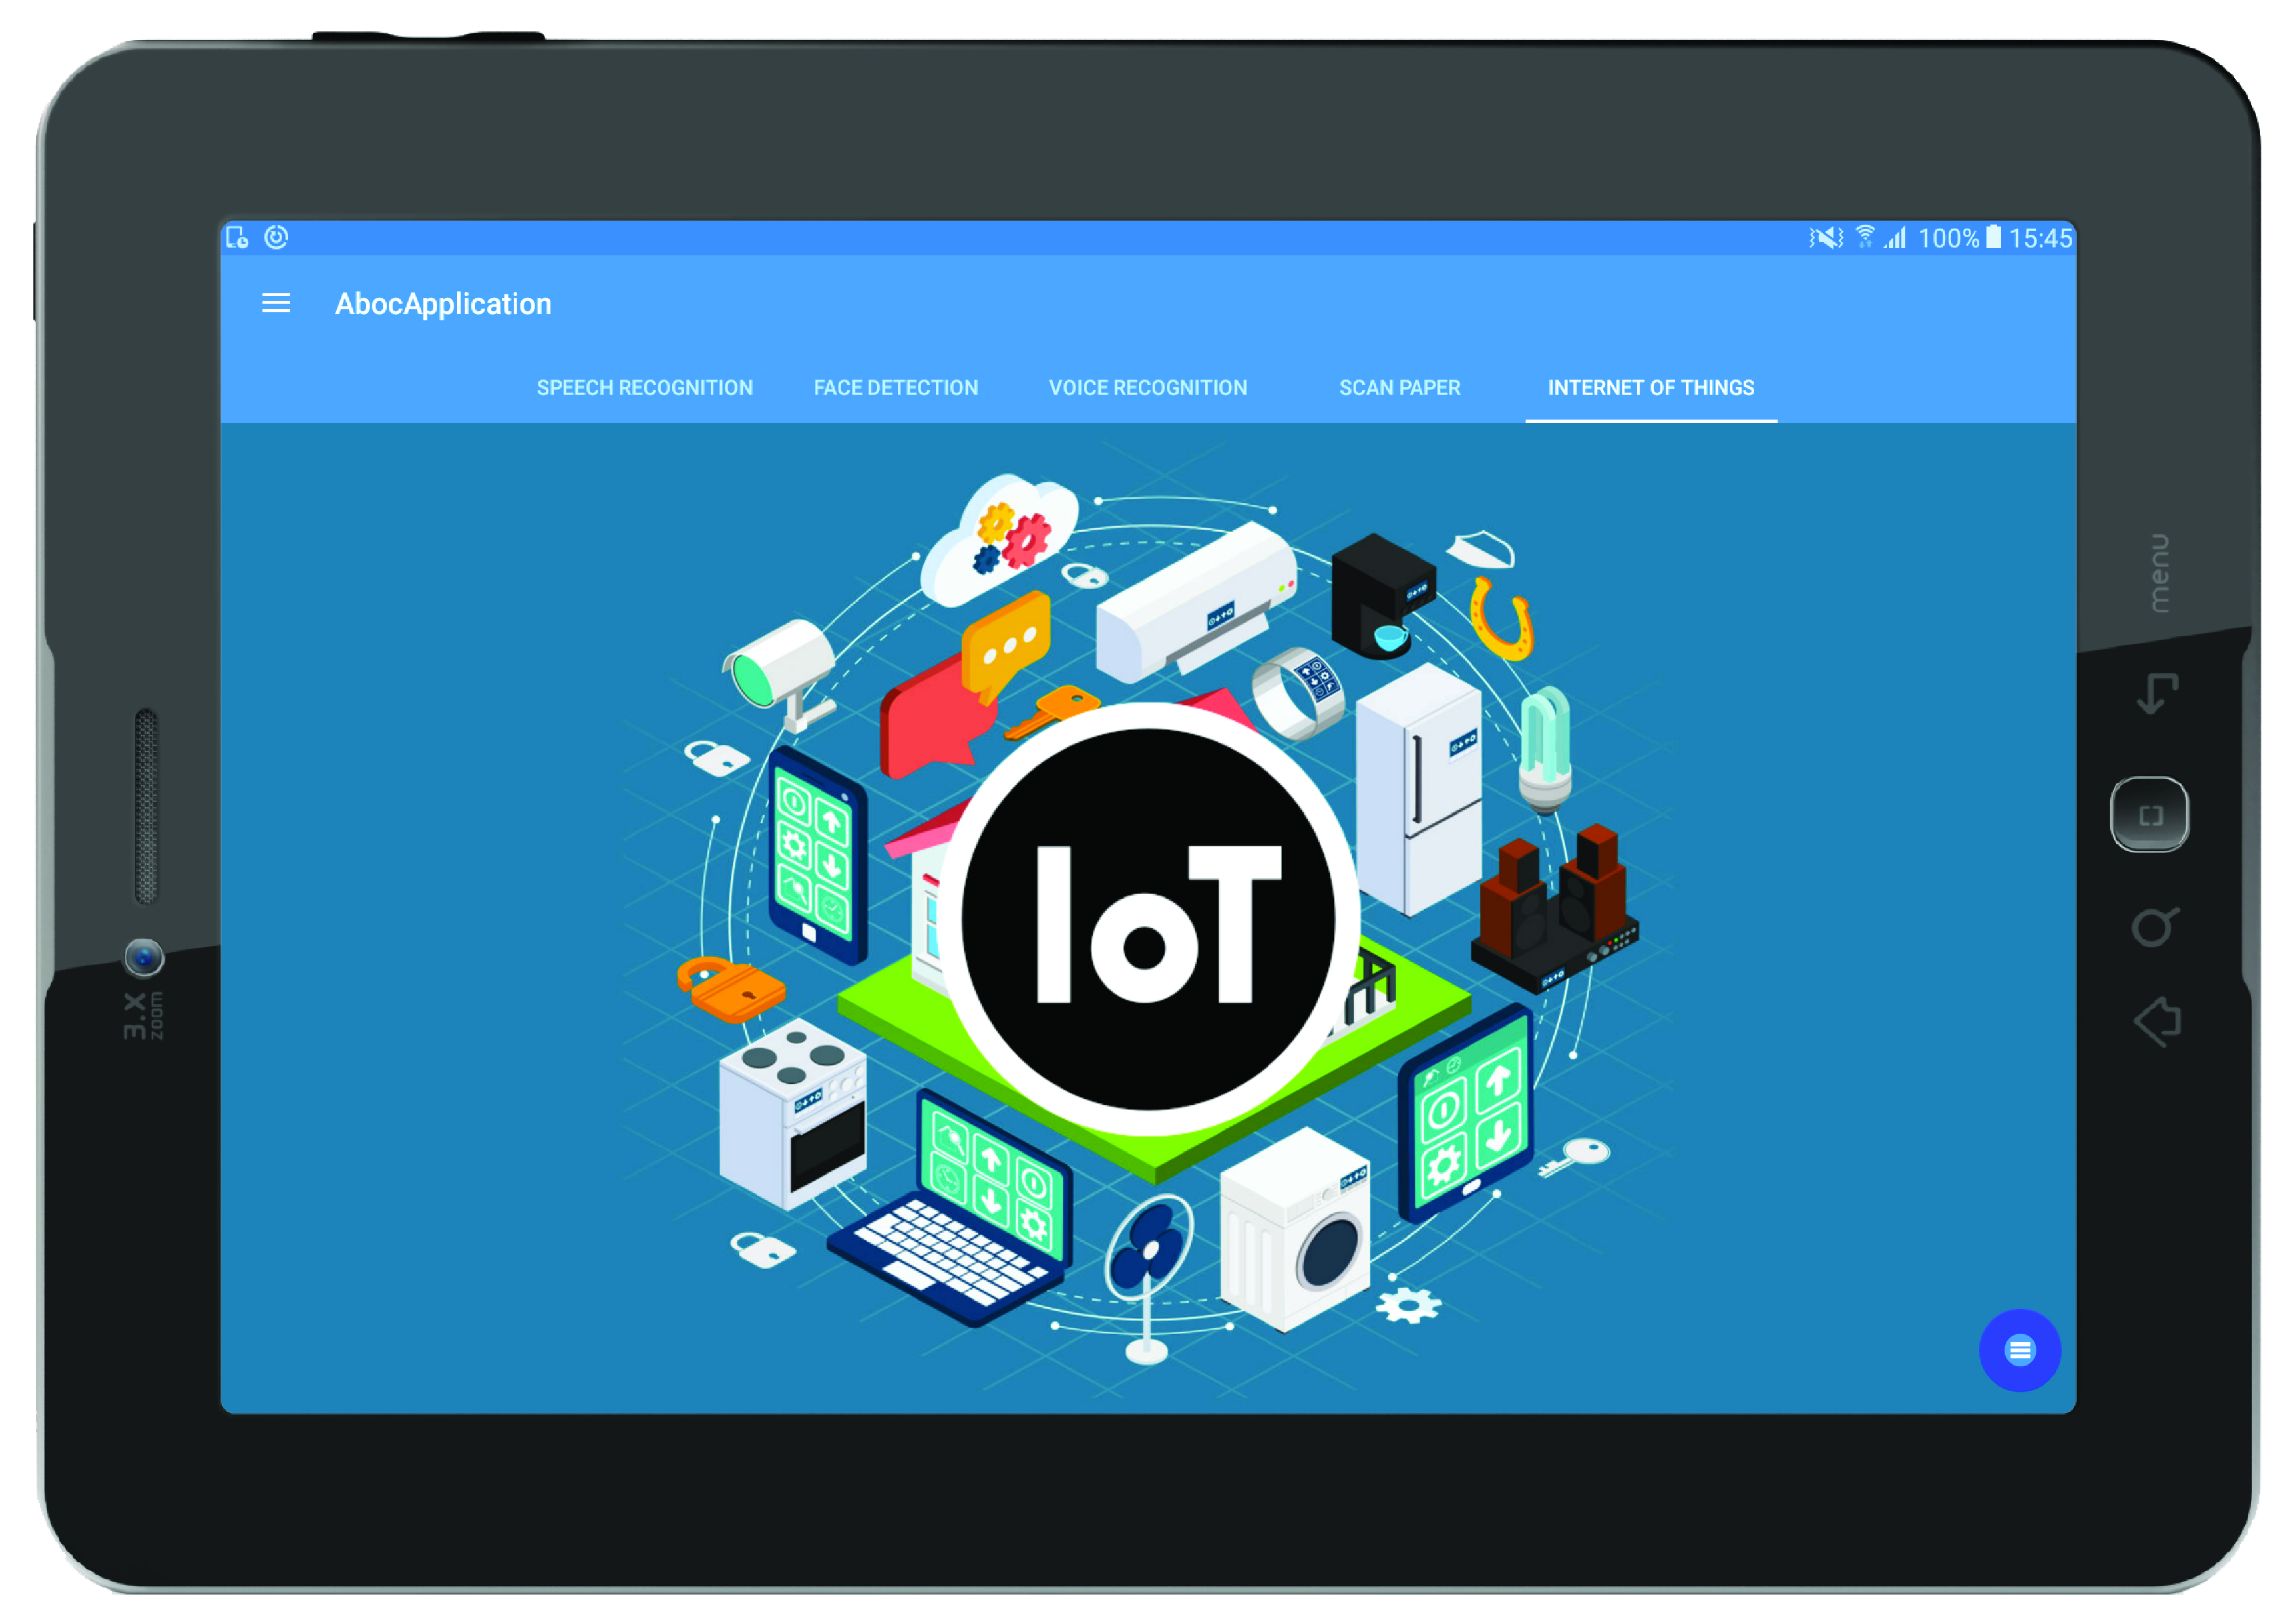 100% 15:45
AbocApplication
SPEECH RECOGNITION FACE DETECTION VOICE RECOGNITION SCAN PAPER INTERNET OF THINGS
IoT
menu
3.X
zoom